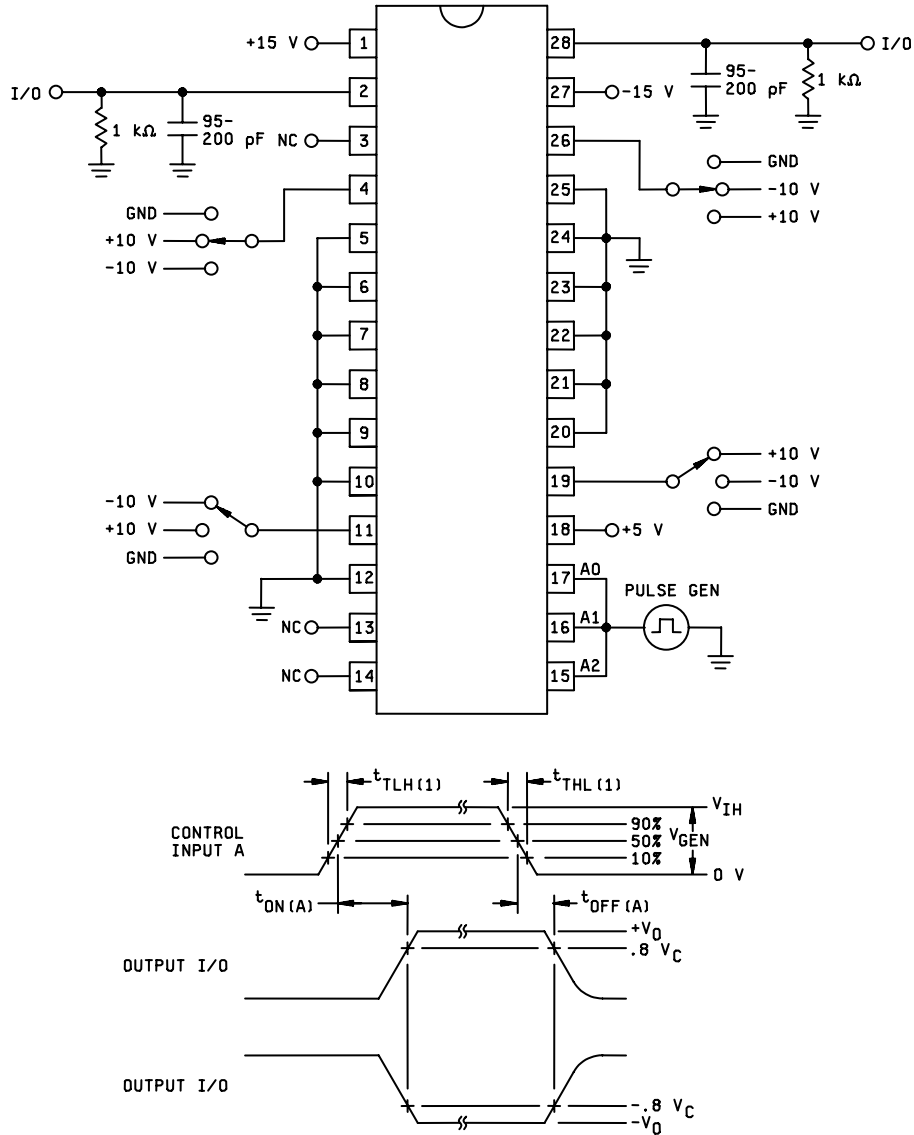 +15 V
1
28
I/O
I/O
2
27
-15 V
1 kΩ
95-
200 pF
95-
200 pF
1 kΩ
NC
3
26
GND
-10 V
+10 V
4
25
GND
+10 V
-10 V
5
24
6
23
7
22
8
21
9
20
10
19
+10 V
-10 V
GND
-10 V
+10 V
GND
11
18
+5 V
12
17
A0
PULSE GEN
NC
13
16
A1
NC
14
15
A2
tTLH(1)
tTHL(1)
CONTROL
INPUT A
VIH
90%
50%
10%
VGEN
0 V
tON(A)
tOFF(A)
OUTPUT I/O
+VO
.8 VC
OUTPUT I/O
-.8 VC
-VO